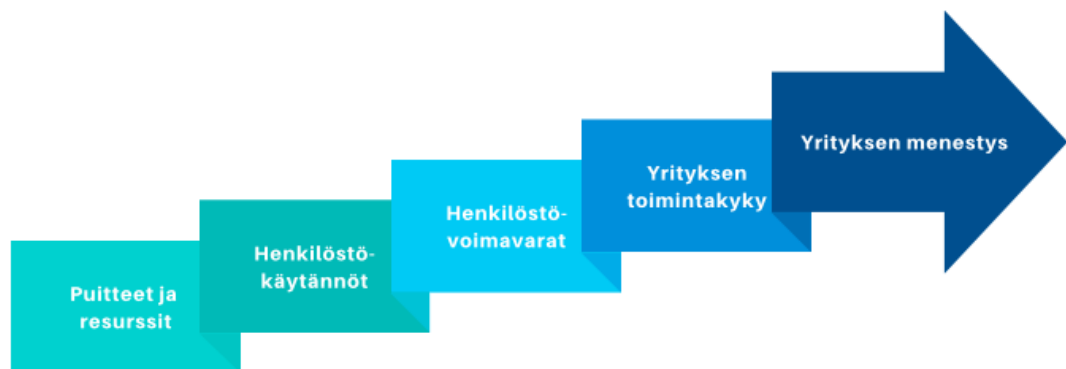 Puitteet ja
resurssit
Henkilöstö-
käytännöt
Henkilöstö-
voimavarat
Yrityksen
toimintakyky
Yrityksen menestys